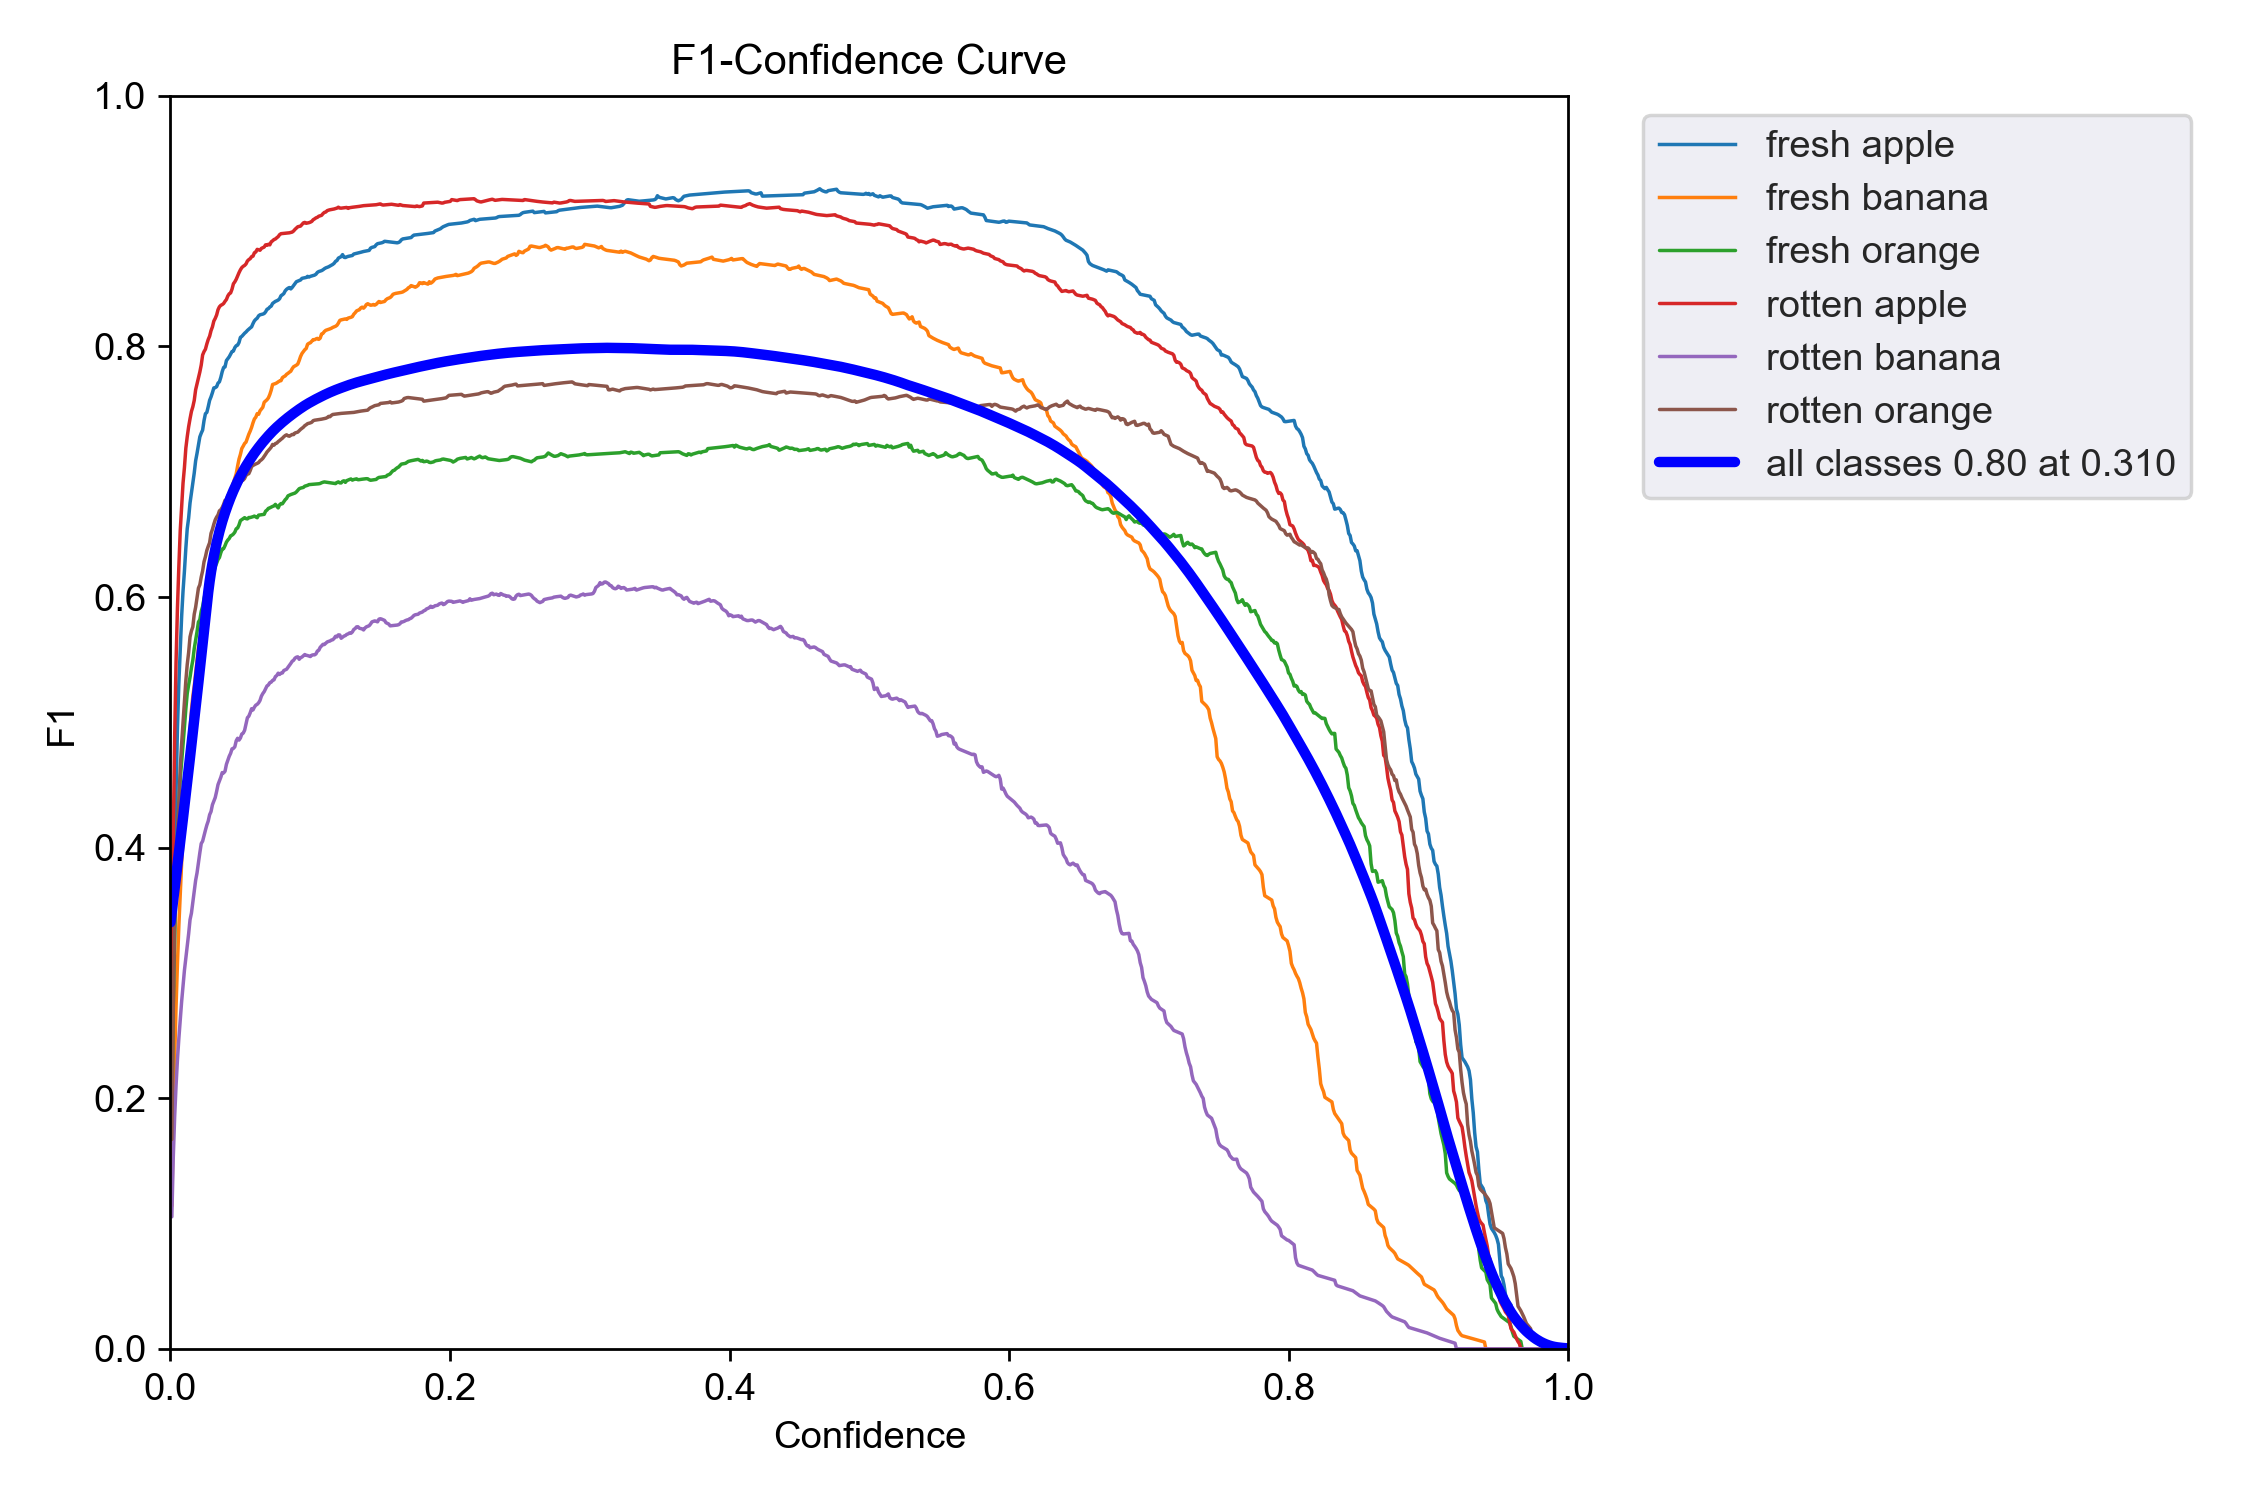 F1-Confidence Curve
1.0
0.8
0.6
0.4
0.2
0.0
F1
0.0 0.2 0.4 0.6 0.8 1.0
Confidence
fresh apple
fresh banana
fresh orange
rotten apple
rotten banana
rotten orange
all classes 0.80 at 0.310